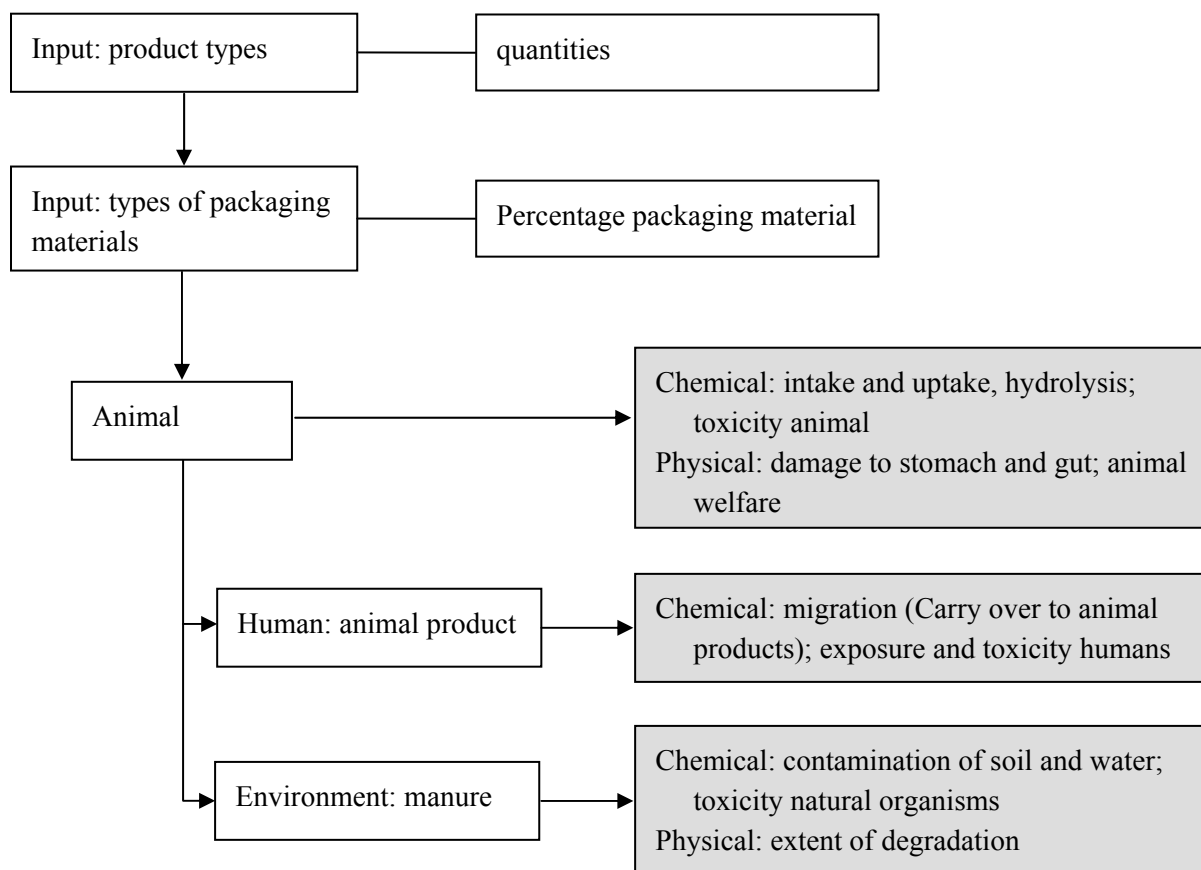 Input: product types
quantities
Input: types of packaging
materials
Percentage packaging material
Animal
Chemical: intake and uptake, hydrolysis;
toxicity animal
Physical: damage to stomach and gut; animal
welfare
Human: animal product
Chemical: migration (Carry over to animal
products); exposure and toxicity humans
Environment: manure
Chemical: contamination of soil and water;
toxicity natural organisms
Physical: extent of degradation